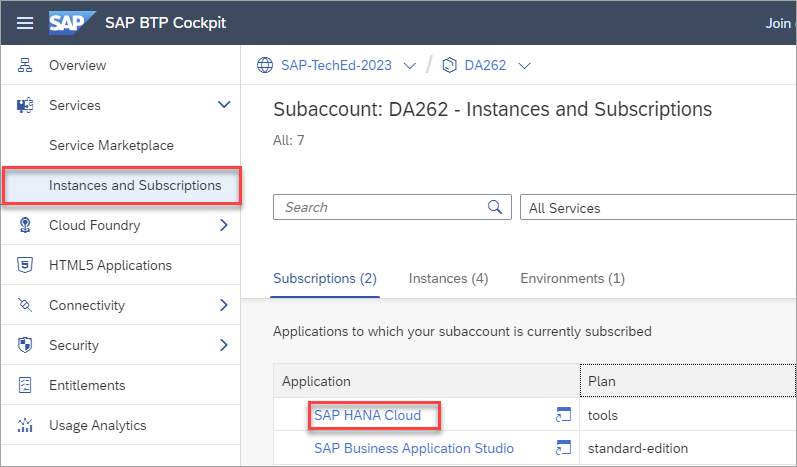 SAP SAP BTP Cockpit
Join
Overview
Services
Service Marketplace
Instances and Subscriptions
Cloud Foundry
HTML5 Applications
Connectivity
Security
Entitlements
Usage Analytics
SAP-TechEd-2023 / DA262
Subaccount: DA262 - Instances and Subscriptions
All: 7
Search
All Services
Subscriptions (2) Instances (4) Environments (1)
Applications to which your subaccount is currently subscribed
Application Plan
SAP HANA Cloud tools
SAP Business Application Studio standard-edition